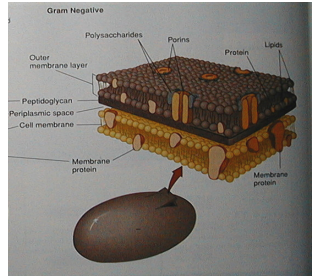 Gram Negative
Polysaccharides
Porins
Protein
Lipids
Outer
membrane layer
Peptidoglycan
Periplasmic space
Cell membrane
Membrane
protein
Membrane
protein